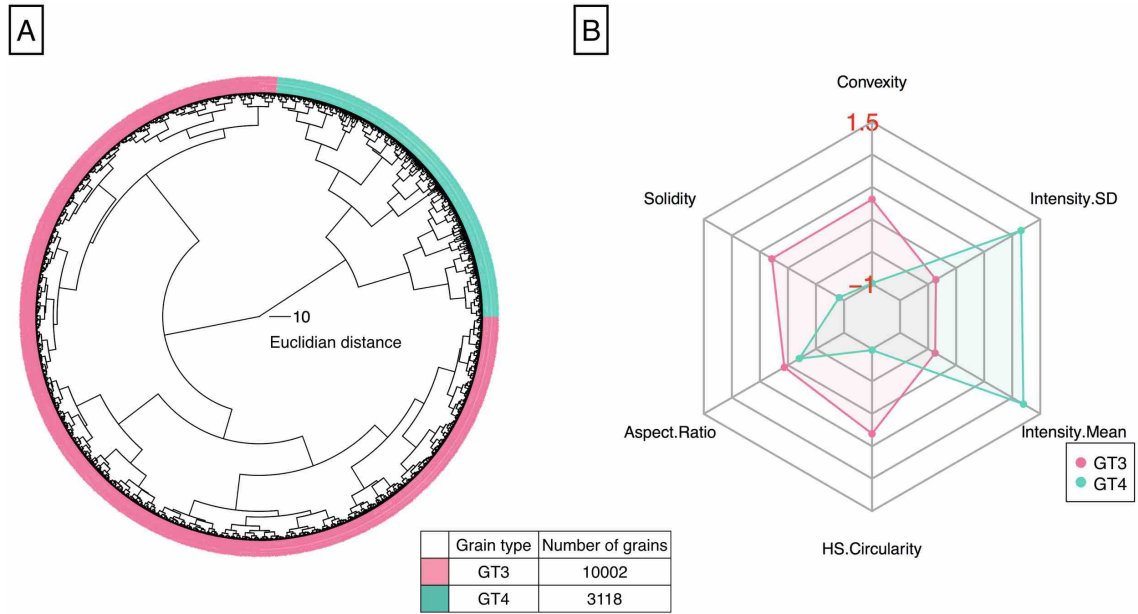 A
10
Euclidian distance
Grain type Number of grains
GT3 10002
GT4 3118
B
Convexity
1.5
Solidity Intensity.SD
−1
Aspect.Ratio Intensity.Mean
HS.Circularity
GT3
GT4